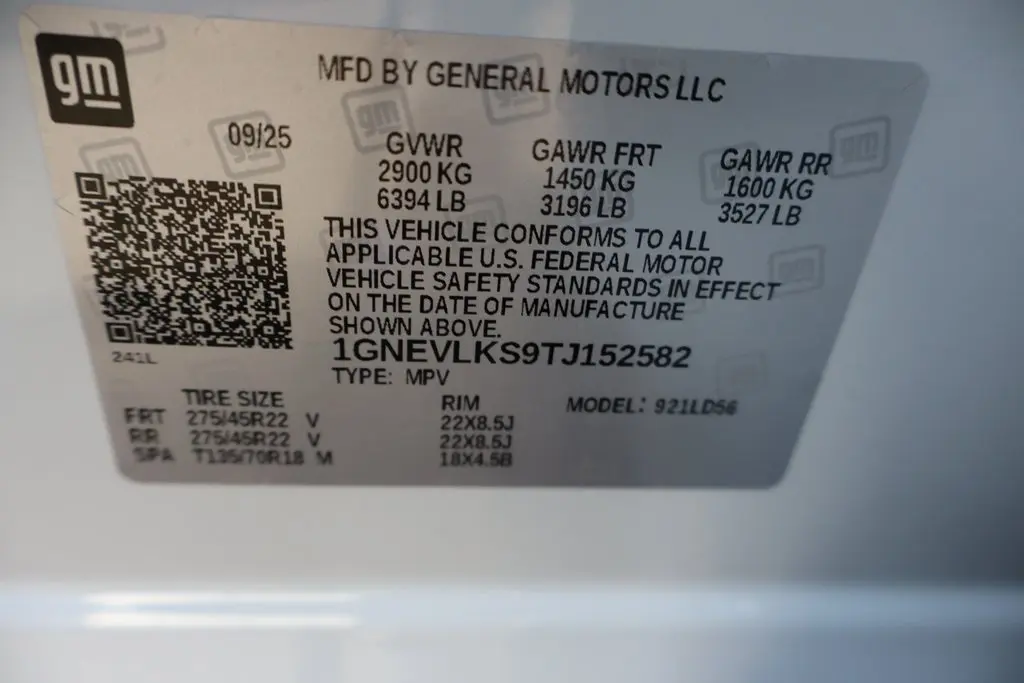 gm
MFD BY GENERAL MOTORS LLC
09/25
GVWR GAWR FRT GAWR RR
2900 KG 1450 KG 1600 KG
6394 LB 3196 LB 3527 LB
THIS VEHICLE CONFORMS TO ALL
APPLICABLE U.S. FEDERAL MOTOR
VEHICLE SAFETY STANDARDS IN EFFECT
ON THE DATE OF MANUFACTURE
SHOWN ABOVE.
1GNEVLKS9TJ152582
241L
TYPE: MPV
TIRE SIZE RIM MODEL: 921LD56
FRT 275/45R22 V 22X8.5J
RR 275/45R22 V 22X8.5J
SPA T135/70R18 M 18X4.5B